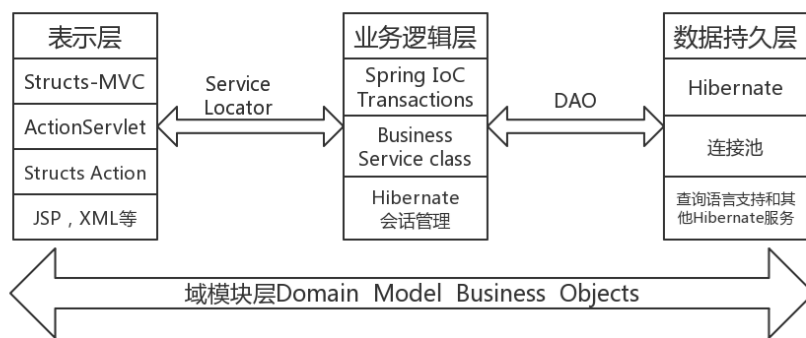 表示层
Structs-MVC
ActionServlet
Structs Action
JSP，XML等
Service
Locator
业务逻辑层
Spring IoC
Transactions
Business
Service class
Hibernate
会话管理
DAO
数据持久层
Hibernate
连接池
查询语言支持和其
他Hibernate服务
域模块层Domain Model Business Objects